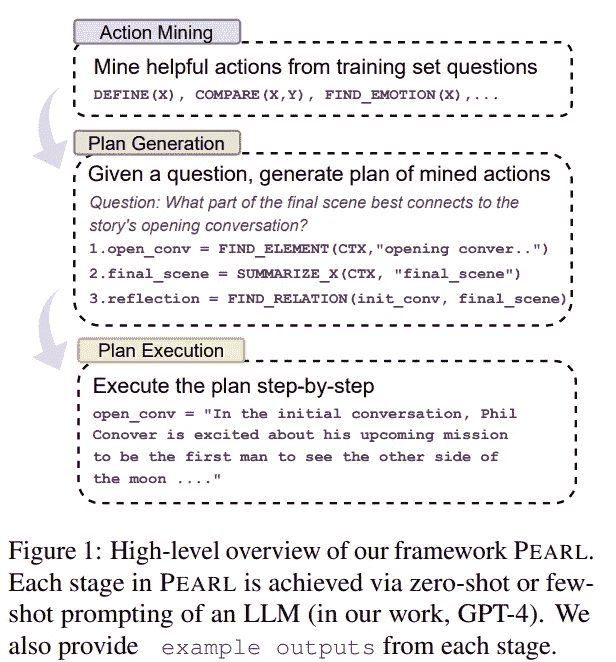 Action Mining
Mine helpful actions from training set questions
DEFINE(X), COMPARE(X,Y), FIND_EMOTION(X),...
Plan Generation
Given a question, generate plan of mined actions
Question: What part of the final scene best connects to the
story's opening conversation?
1.open_conv = FIND_ELEMENT(CTX,"opening conver..")
2.final_scene = SUMMARIZE_X(CTX, "final_scene")
3.reflection = FIND_RELATION(init_conv, final_scene)
Plan Execution
Execute the plan step-by-step
open_conv = "In the initial conversation, Phil
Conover is excited about his upcoming mission
to be the first man to see the other side of
the moon ...."
Figure 1: High-level overview of our framework PEARL.
Each stage in PEARL is achieved via zero-shot or few-
shot prompting of an LLM (in our work, GPT-4). We
also provide example outputs from each stage.